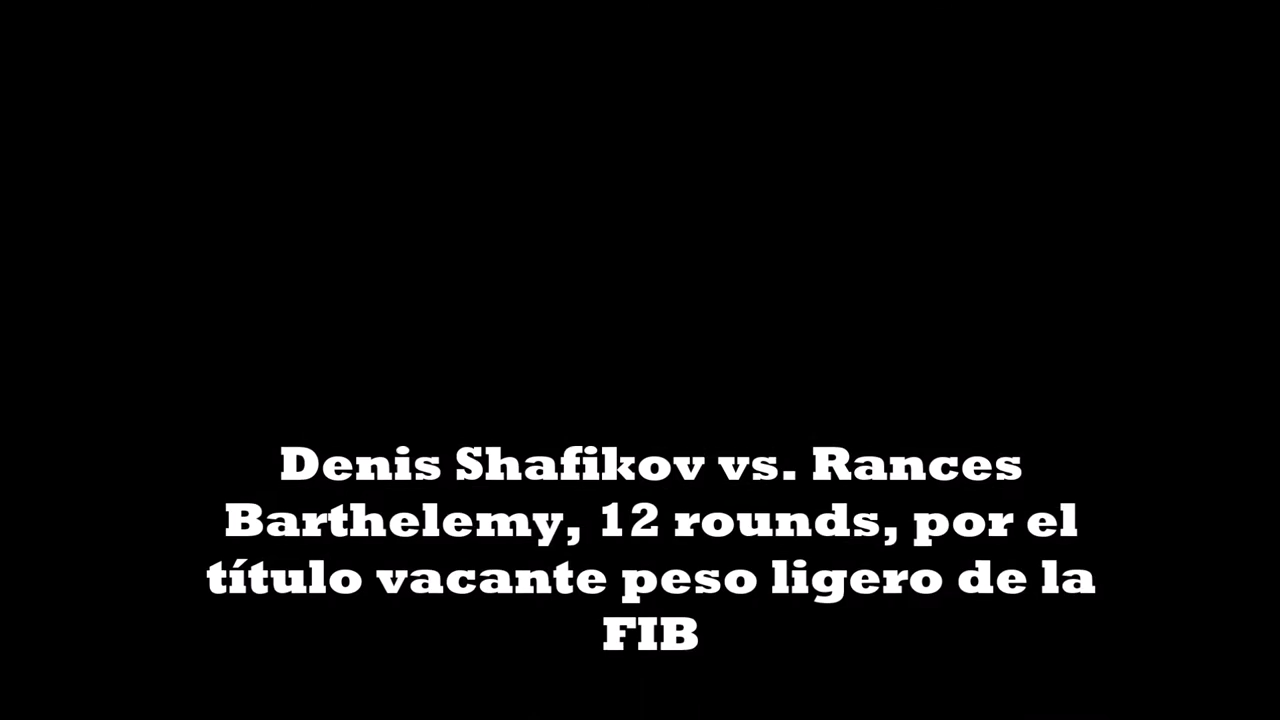 Denis Shafikov vs. Rances
Barthelemy, 12 rounds, por el
título vacante peso ligero de la
FIB